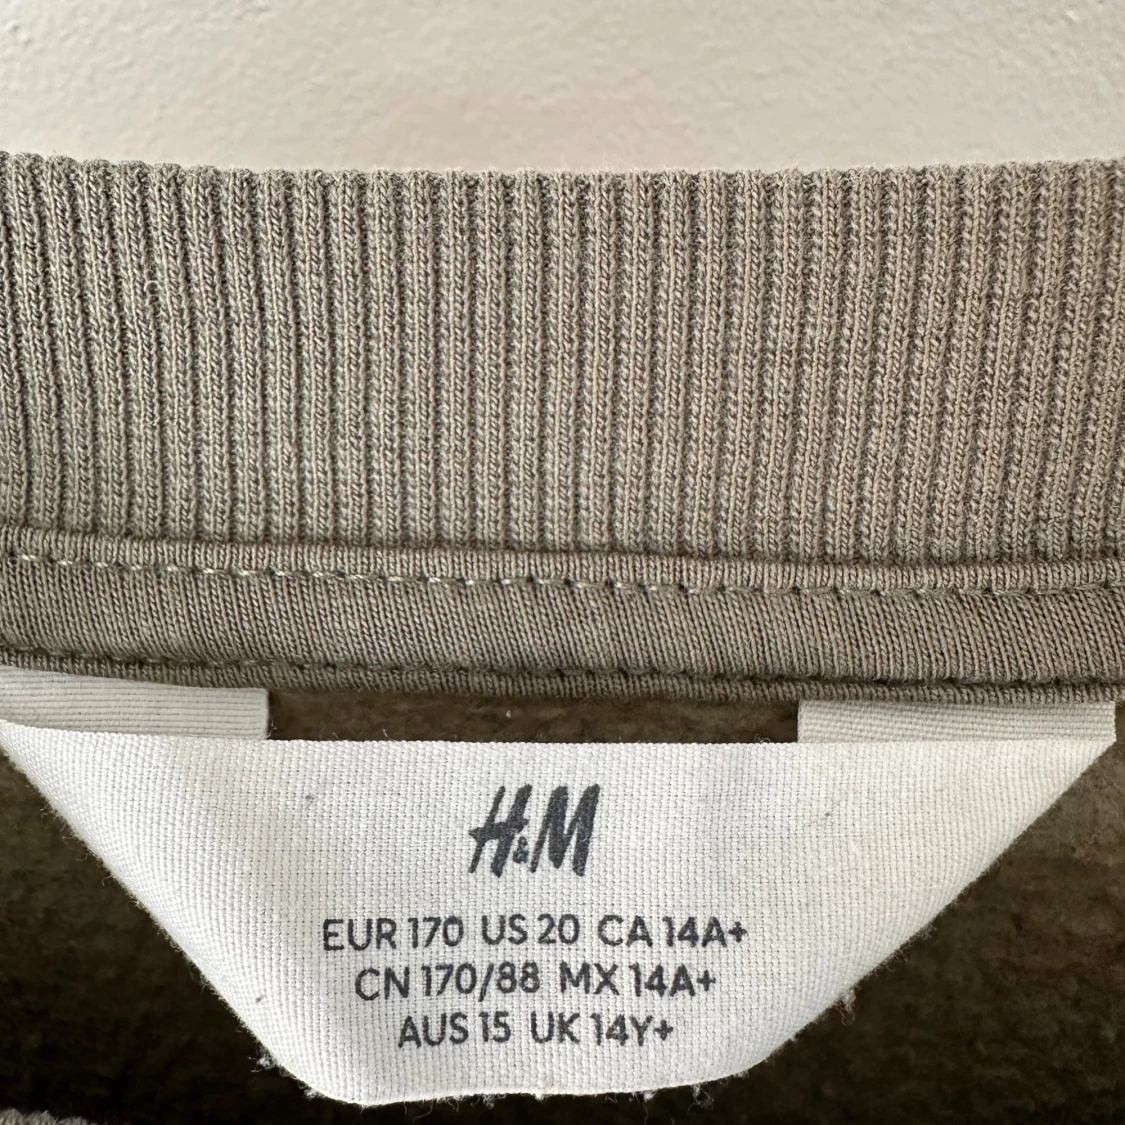 H&M
EUR 170 US 20 CA 14A+
CN 170/88 MX 14A+
AUS 15 UK 14Y+